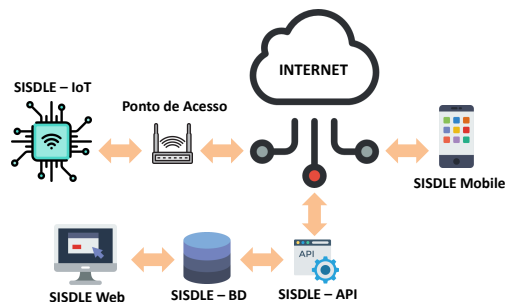 INTERNET
SISDLE – IoT
Ponto de Acesso
SISDLE Mobile
SISDLE Web
SISDLE – BD
SISDLE – API
API